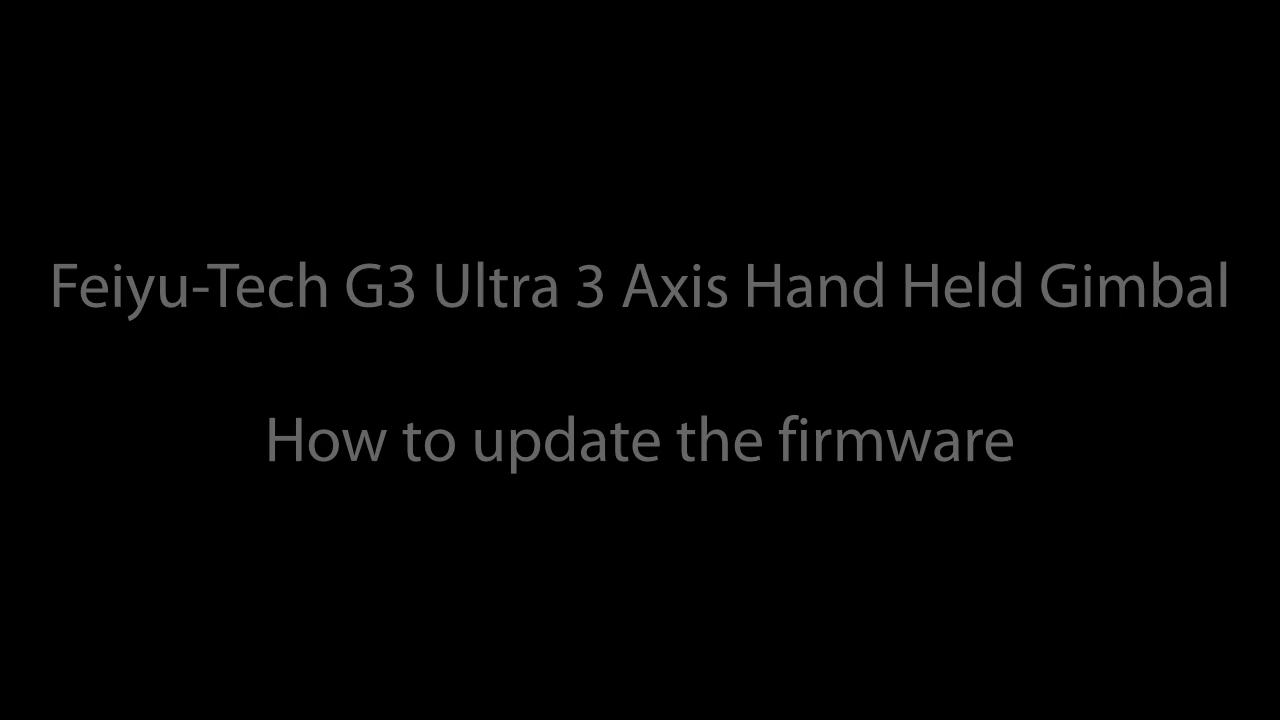 Feiyu-Tech G3 Ultra 3 Axis Hand Held Gimbal
How to update the firmware